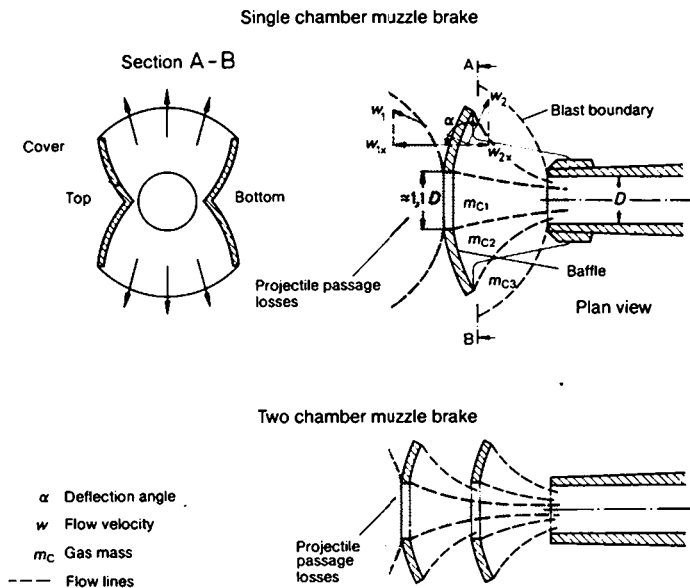 Single chamber muzzle brake
Section A-B
Cover
Top
Bottom
A
w1
w2
Blast boundary
α
w1x
w2x
≈1,1 D
D
mC1
mC2
mC3
Projectile passage
losses
Baffle
Plan view
B
Two chamber muzzle brake
α Deflection angle
w Flow velocity
mC Gas mass
--- Flow lines
Projectile
passage
losses